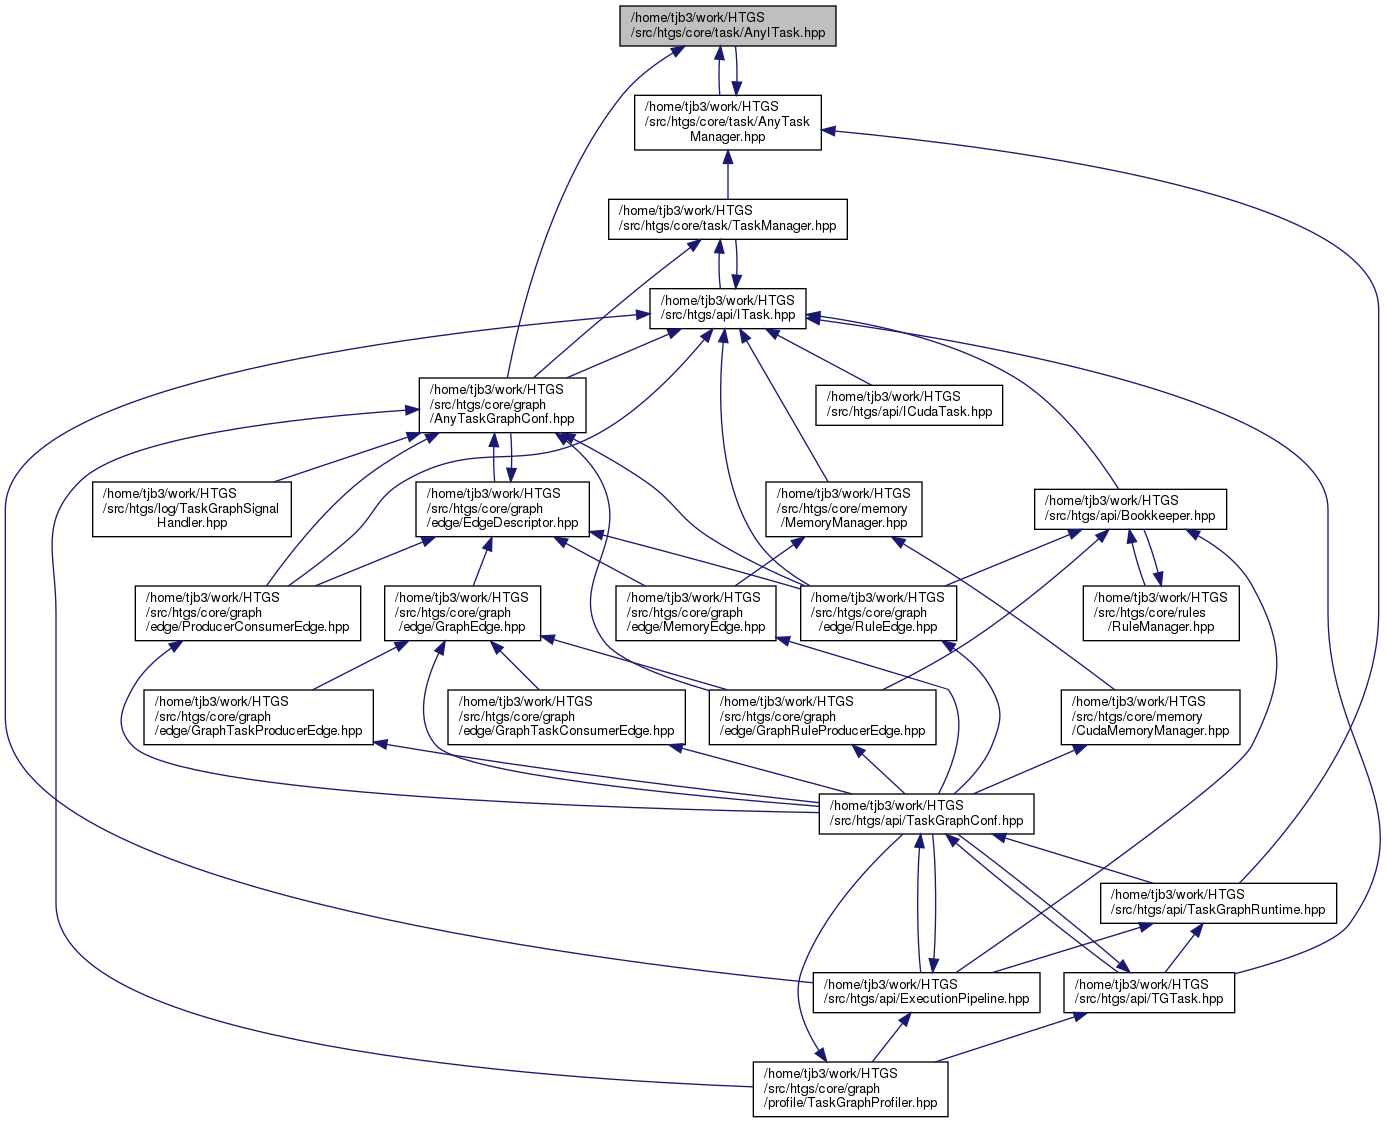 /home/tjb3/work/HTGS
/src/htgs/core/task/AnyITask.hpp
/home/tjb3/work/HTGS
/src/htgs/core/task/AnyTask
Manager.hpp
/home/tjb3/work/HTGS
/src/htgs/core/task/TaskManager.hpp
/home/tjb3/work/HTGS
/src/htgs/api/ITask.hpp
/home/tjb3/work/HTGS
/src/htgs/core/graph
/AnyTaskGraphConf.hpp
/home/tjb3/work/HTGS
/src/htgs/api/ICudaTask.hpp
/home/tjb3/work/HTGS
/src/htgs/log/TaskGraphSignal
Handler.hpp
/home/tjb3/work/HTGS
/src/htgs/core/graph
/edge/EdgeDescriptor.hpp
/home/tjb3/work/HTGS
/src/htgs/core/memory
/MemoryManager.hpp
/home/tjb3/work/HTGS
/src/htgs/api/Bookkeeper.hpp
/home/tjb3/work/HTGS
/src/htgs/core/graph
/edge/ProducerConsumerEdge.hpp
/home/tjb3/work/HTGS
/src/htgs/core/graph
/edge/GraphEdge.hpp
/home/tjb3/work/HTGS
/src/htgs/core/graph
/edge/MemoryEdge.hpp
/home/tjb3/work/HTGS
/src/htgs/core/graph
/edge/RuleEdge.hpp
/home/tjb3/work/HTGS
/src/htgs/core/rules
/RuleManager.hpp
/home/tjb3/work/HTGS
/src/htgs/core/graph
/edge/GraphTaskProducerEdge.hpp
/home/tjb3/work/HTGS
/src/htgs/core/graph
/edge/GraphTaskConsumerEdge.hpp
/home/tjb3/work/HTGS
/src/htgs/core/graph
/edge/GraphRuleProducerEdge.hpp
/home/tjb3/work/HTGS
/src/htgs/core/memory
/CudaMemoryManager.hpp
/home/tjb3/work/HTGS
/src/htgs/api/TaskGraphConf.hpp
/home/tjb3/work/HTGS
/src/htgs/api/TaskGraphRuntime.hpp
/home/tjb3/work/HTGS
/src/htgs/api/ExecutionPipeline.hpp
/home/tjb3/work/HTGS
/src/htgs/api/TGTask.hpp
/home/tjb3/work/HTGS
/src/htgs/core/graph
/profile/TaskGraphProfiler.hpp